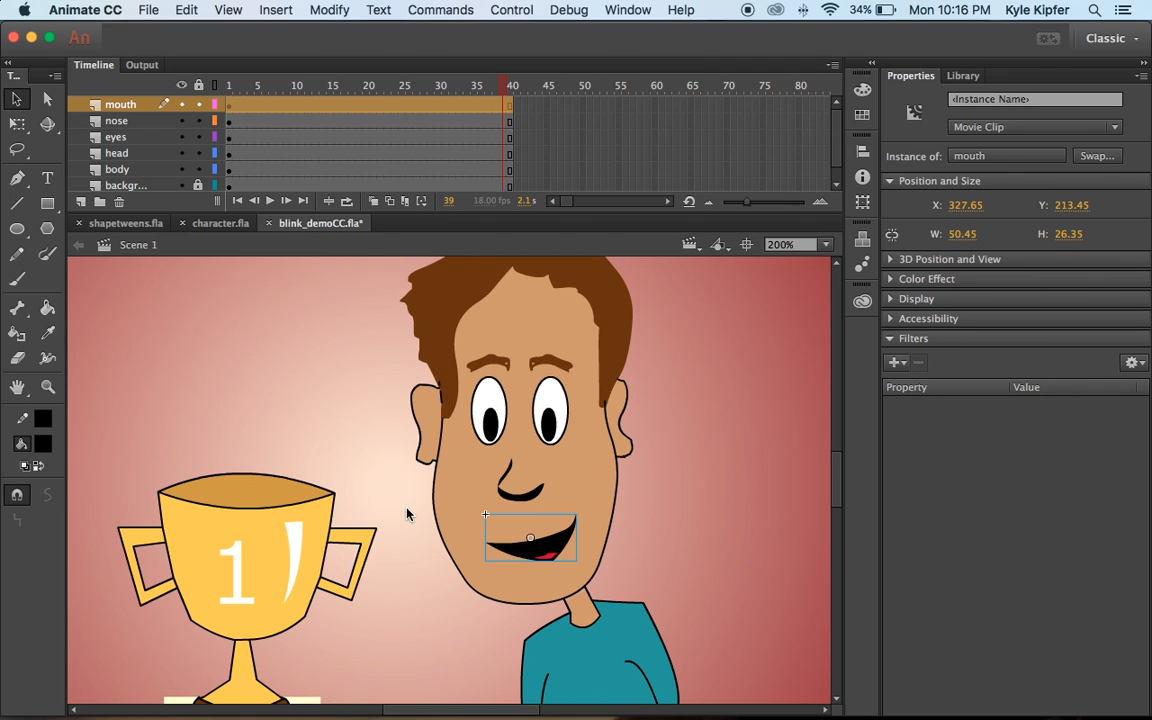 Animate CC File Edit View Insert Modify Text Commands Control Debug Window Help 34% Mon 10:16 PM Kyle Kipfer
An Classic
T... Timeline Output Properties Library
1 5 10 15 20 25 30 35 40 45 50 55 60 65 70 75 80
mouth ‹Instance Name›
nose Movie Clip
eyes
head Instance of: mouth Swap...
body Position and Size
backgr...
39 18.00 fps 2.1s X: 327.65 Y: 213.45
shapetweens.fla character.fla blink_demoCC.fla*
W: 50.45 H: 26.35
Scene 1 200%
3D Position and View
Color Effect
Display
Accessibility
Filters
Property Value
1